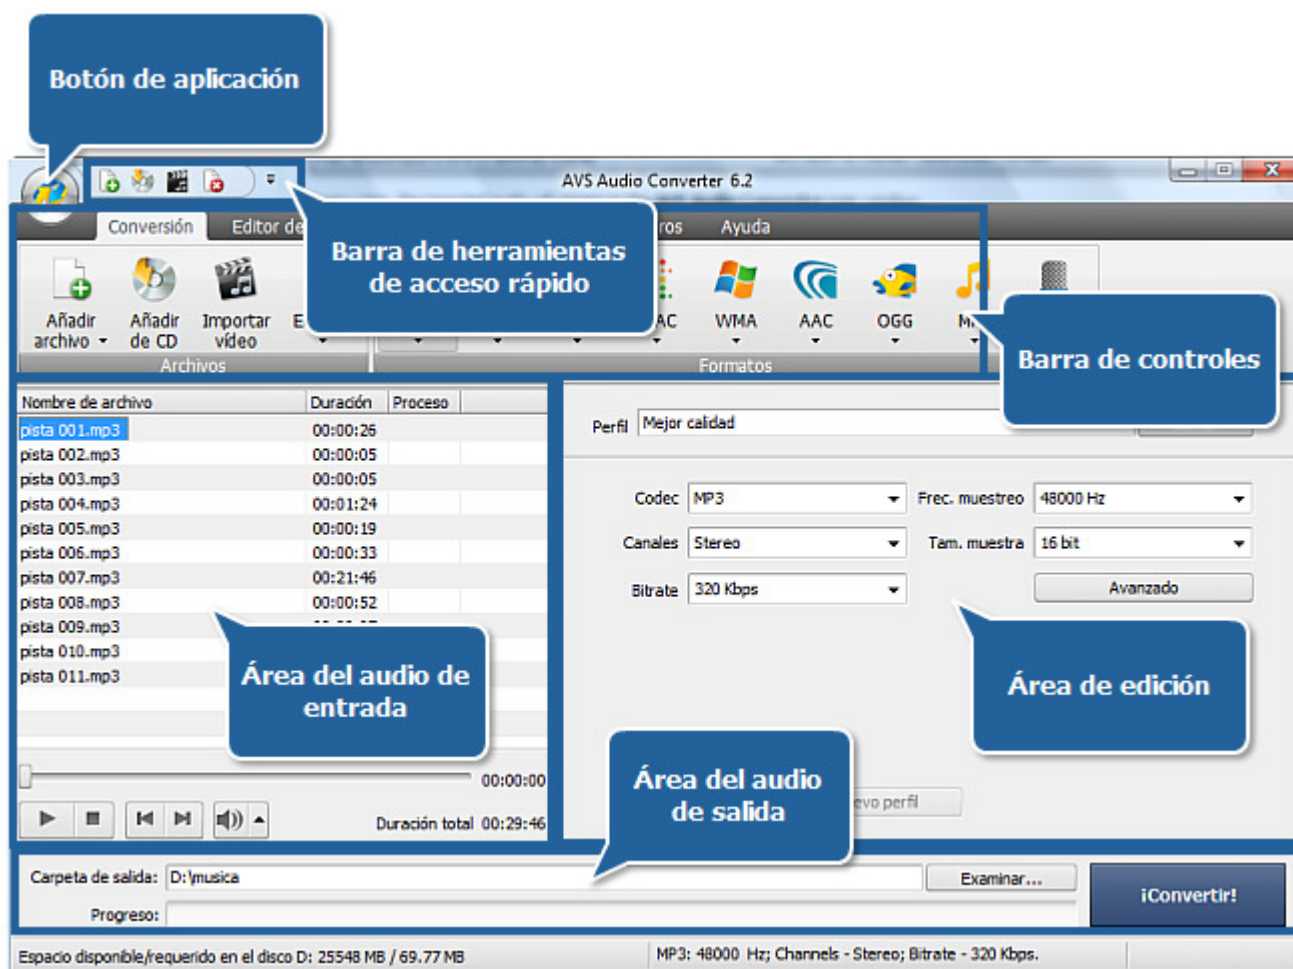 Botón de aplicación
AVS Audio Converter 6.2
Conversión
Editor de
Ayuda
Barra de herramientas
de acceso rápido
Añadir
archivo
Añadir
de CD
Importar
vídeo
WMA
AAC
OGG
Archivos
Formatos
Barra de controles
Nombre de archivo Duración Proceso
pista 001.mp3 00:00:26
pista 002.mp3 00:00:05
pista 003.mp3 00:00:05
pista 004.mp3 00:01:24
pista 005.mp3 00:00:19
pista 006.mp3 00:00:33
pista 007.mp3 00:21:46
pista 008.mp3 00:00:52
pista 009.mp3
pista 010.mp3
pista 011.mp3
Área del audio de
entrada
00:00:00
Duración total 00:29:46
Perfil Mejor calidad
Codec MP3 Frec. muestreo 48000 Hz
Canales Stereo Tam. muestra 16 bit
Bitrate 320 Kbps Avanzado
Área de edición
Área del audio
de salida
evo perfil
Carpeta de salida: D:\musica Examinar...
Progreso:
¡Convertir!
Espacio disponible/requerido en el disco D: 25548 MB / 69.77 MB
MP3: 48000 Hz; Channels - Stereo; Bitrate - 320 Kbps.